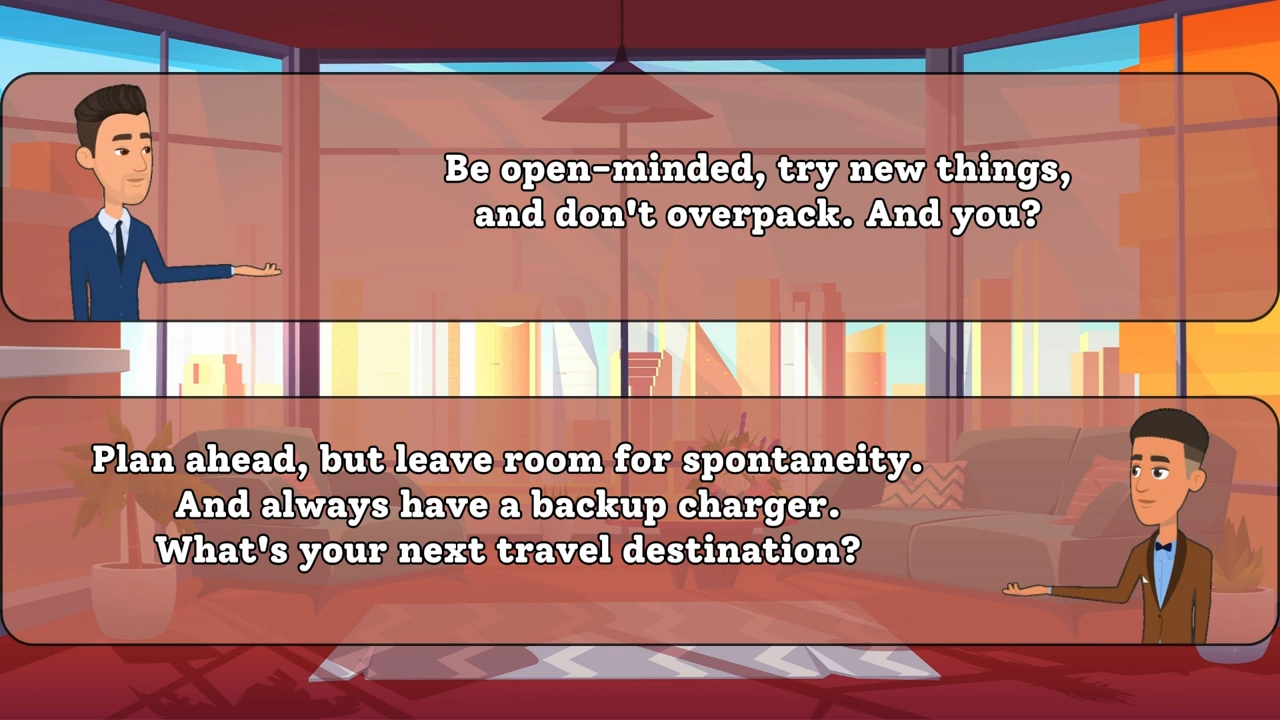 Be open-minded, try new things,
and don't overpack. And you?
Plan ahead, but leave room for spontaneity.
And always have a backup charger.
What's your next travel destination?